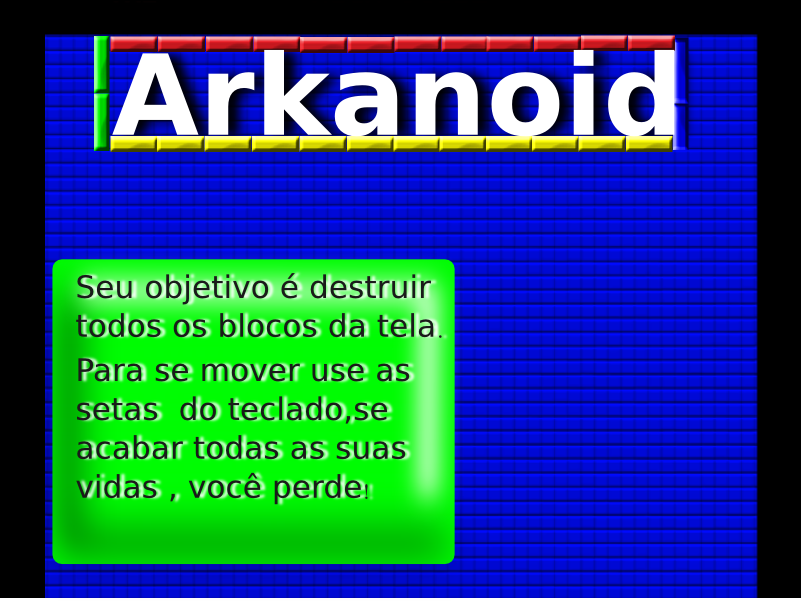 Arkanoid
Seu objetivo é destruir
todos os blocos da tela.
Para se mover use as
setas  do teclado,se
acabar todas as suas
vidas , você perde!